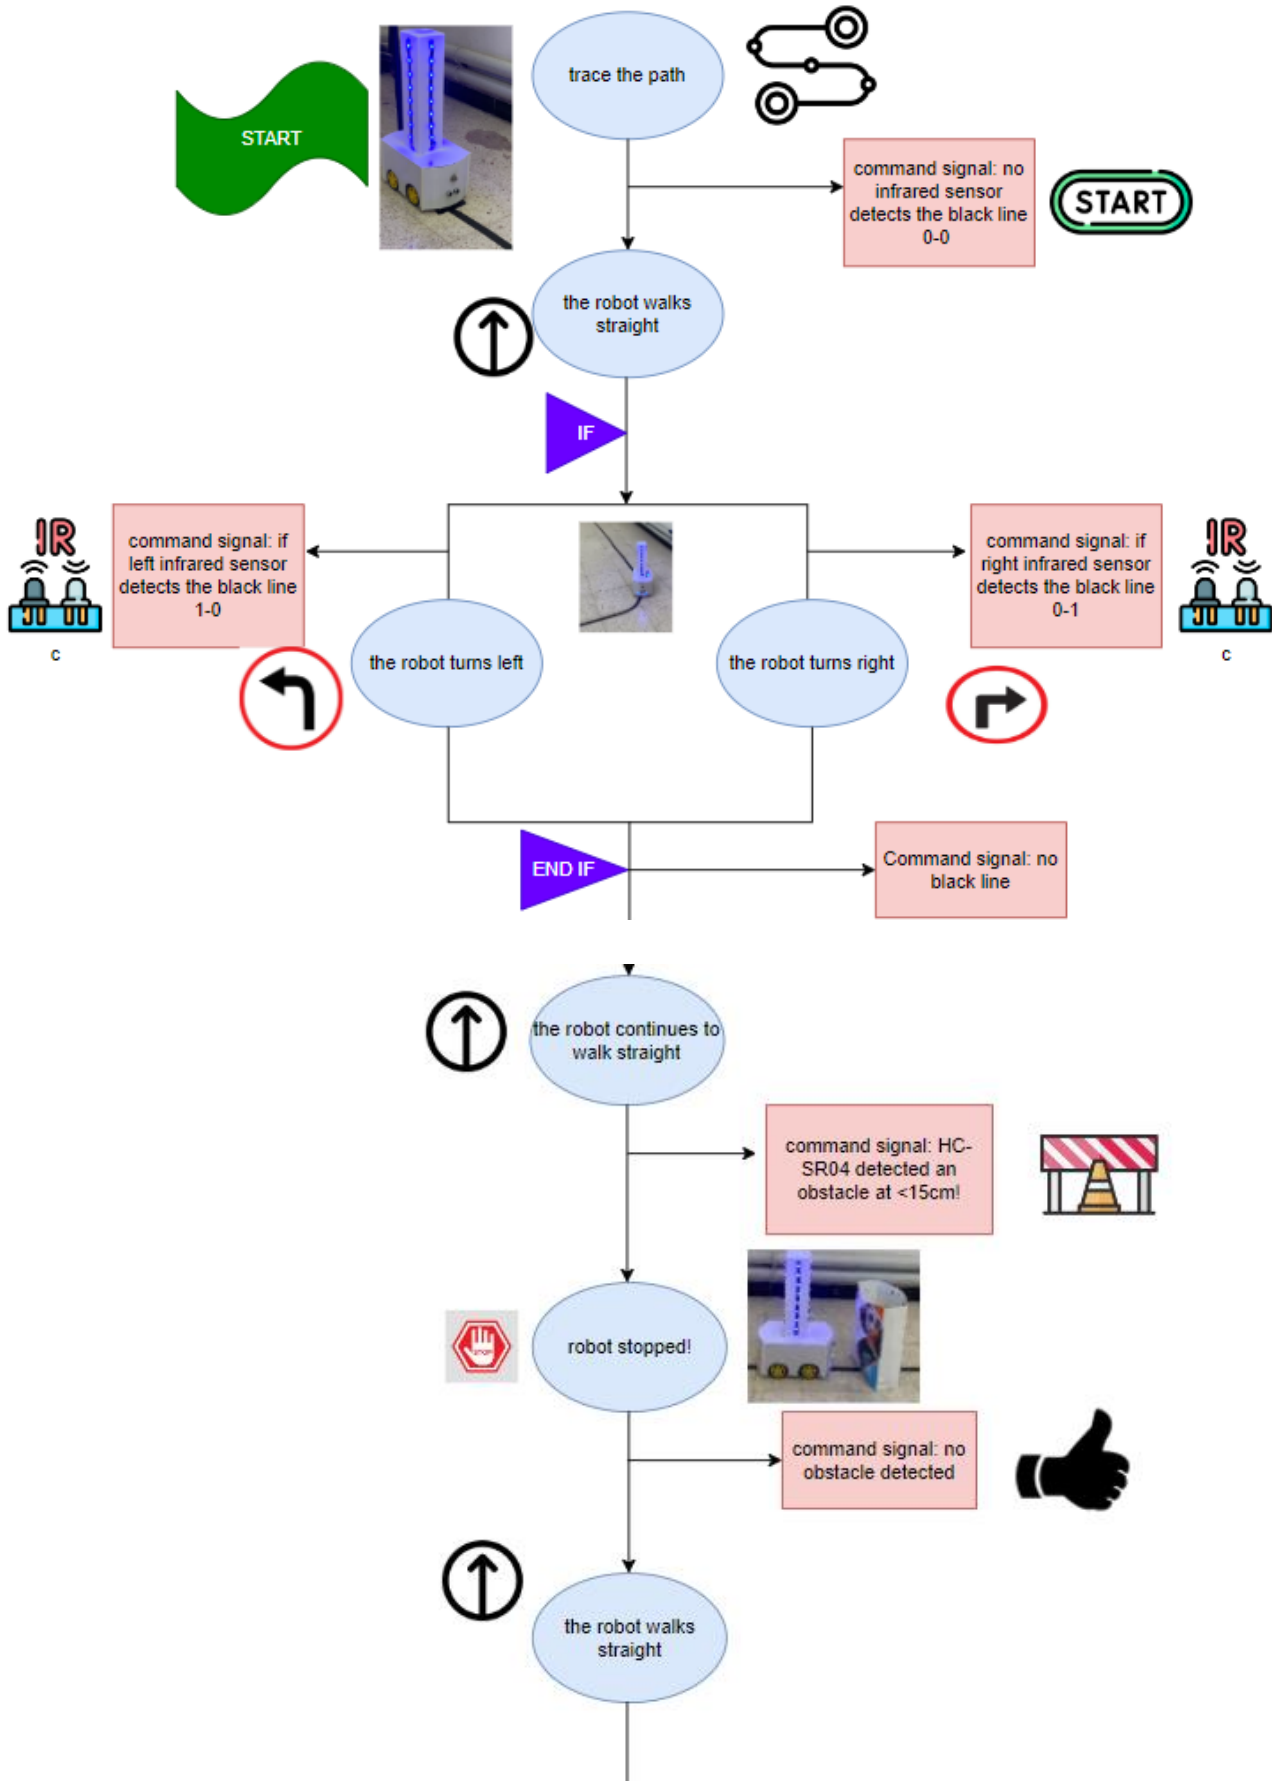 trace the path
START
command signal: no
infrared sensor
detects the black line
0-0
START
the robot walks
straight
IF
IR
command signal: if
left infrared sensor
detects the black line
1-0
c
command signal: if
right infrared sensor
detects the black line
0-1
IR
c
the robot turns left
the robot turns right
END IF
Command signal: no
black line
the robot continues to
walk straight
command signal: HC-
SR04 detected an
obstacle at <15cm!
STOP
robot stopped!
command signal: no
obstacle detected
the robot walks
straight